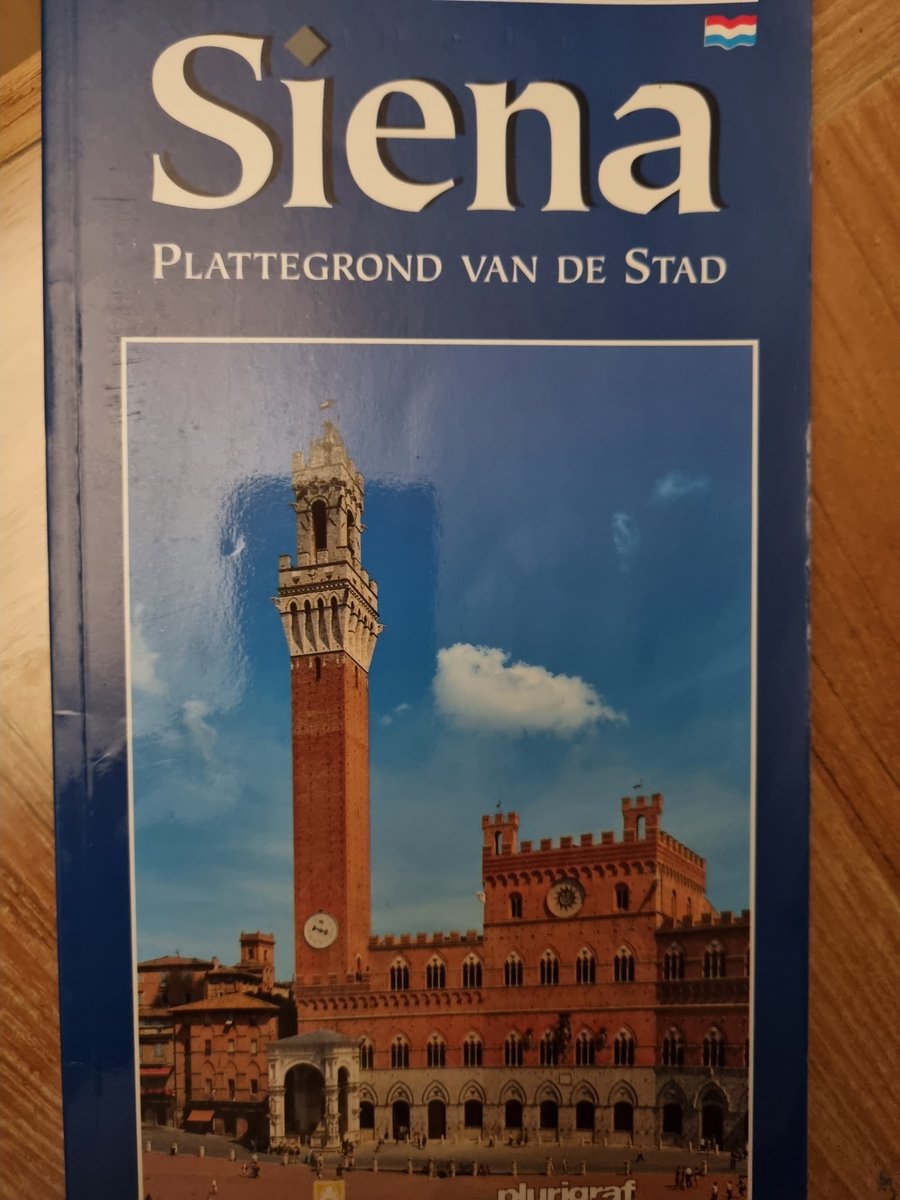 Siena
PLATTEGROND VAN DE STAD
plurigraf